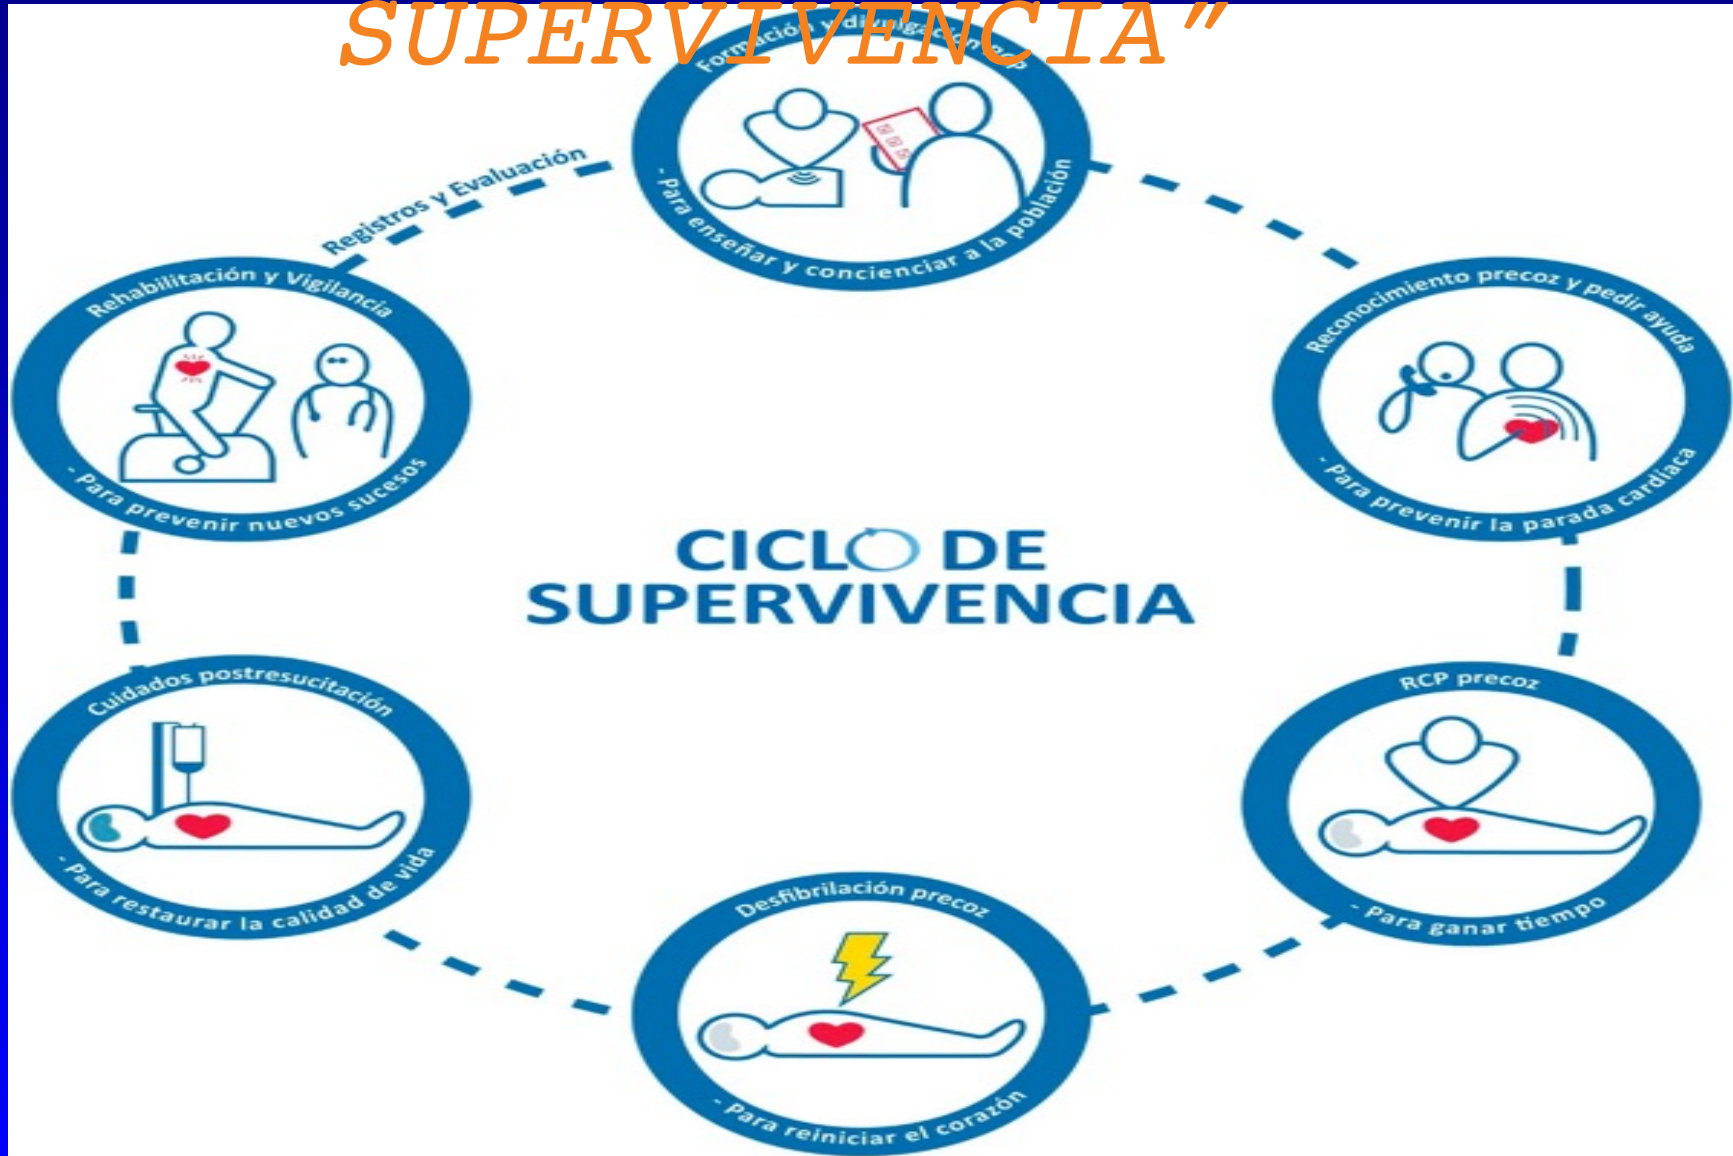 SUPERVIVENCIA”
Formación y divulgación RCP
- Para enseñar y concienciar a la población
Registros y Evaluación
Reconocimiento precoz y pedir ayuda
- Para prevenir la parada cardiaca
Rehabilitación y Vigilancia
- Para prevenir nuevos sucesos
CICLO DE
SUPERVIVENCIA
RCP precoz
- Para ganar tiempo
Cuidados postresucitación
- Para restaurar la calidad de vida
Desfibrilación precoz
- Para reiniciar el corazón